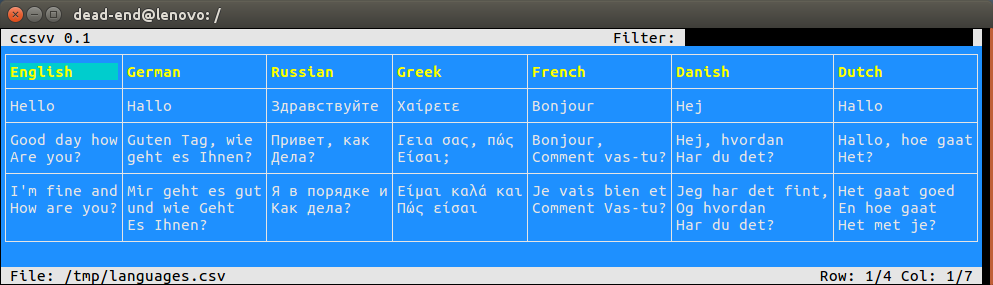 dead-end@lenovo: /
ccsvv 0.1 Filter:
English German Russian Greek French Danish Dutch
Hello Hallo Здравствуйте Χαίρετε Bonjour Hej Hallo
Good day how Guten Tag, wie Привет, как Γεια σας, πώς Bonjour, Hej, hvordan Hallo, hoe gaat
Are you? geht es Ihnen? Дела? Είσαι; Comment vas-tu? Har du det? Het?
I'm fine and Mir geht es gut Я в порядке и Είμαι καλά και Je vais bien et Jeg har det fint, Het gaat goed
How are you? und wie Geht Как дела? Πώς είσαι Comment Vas-tu? Og hvordan En hoe gaat
Es Ihnen? Har du det? Het met je?
File: /tmp/languages.csv Row: 1/4 Col: 1/7